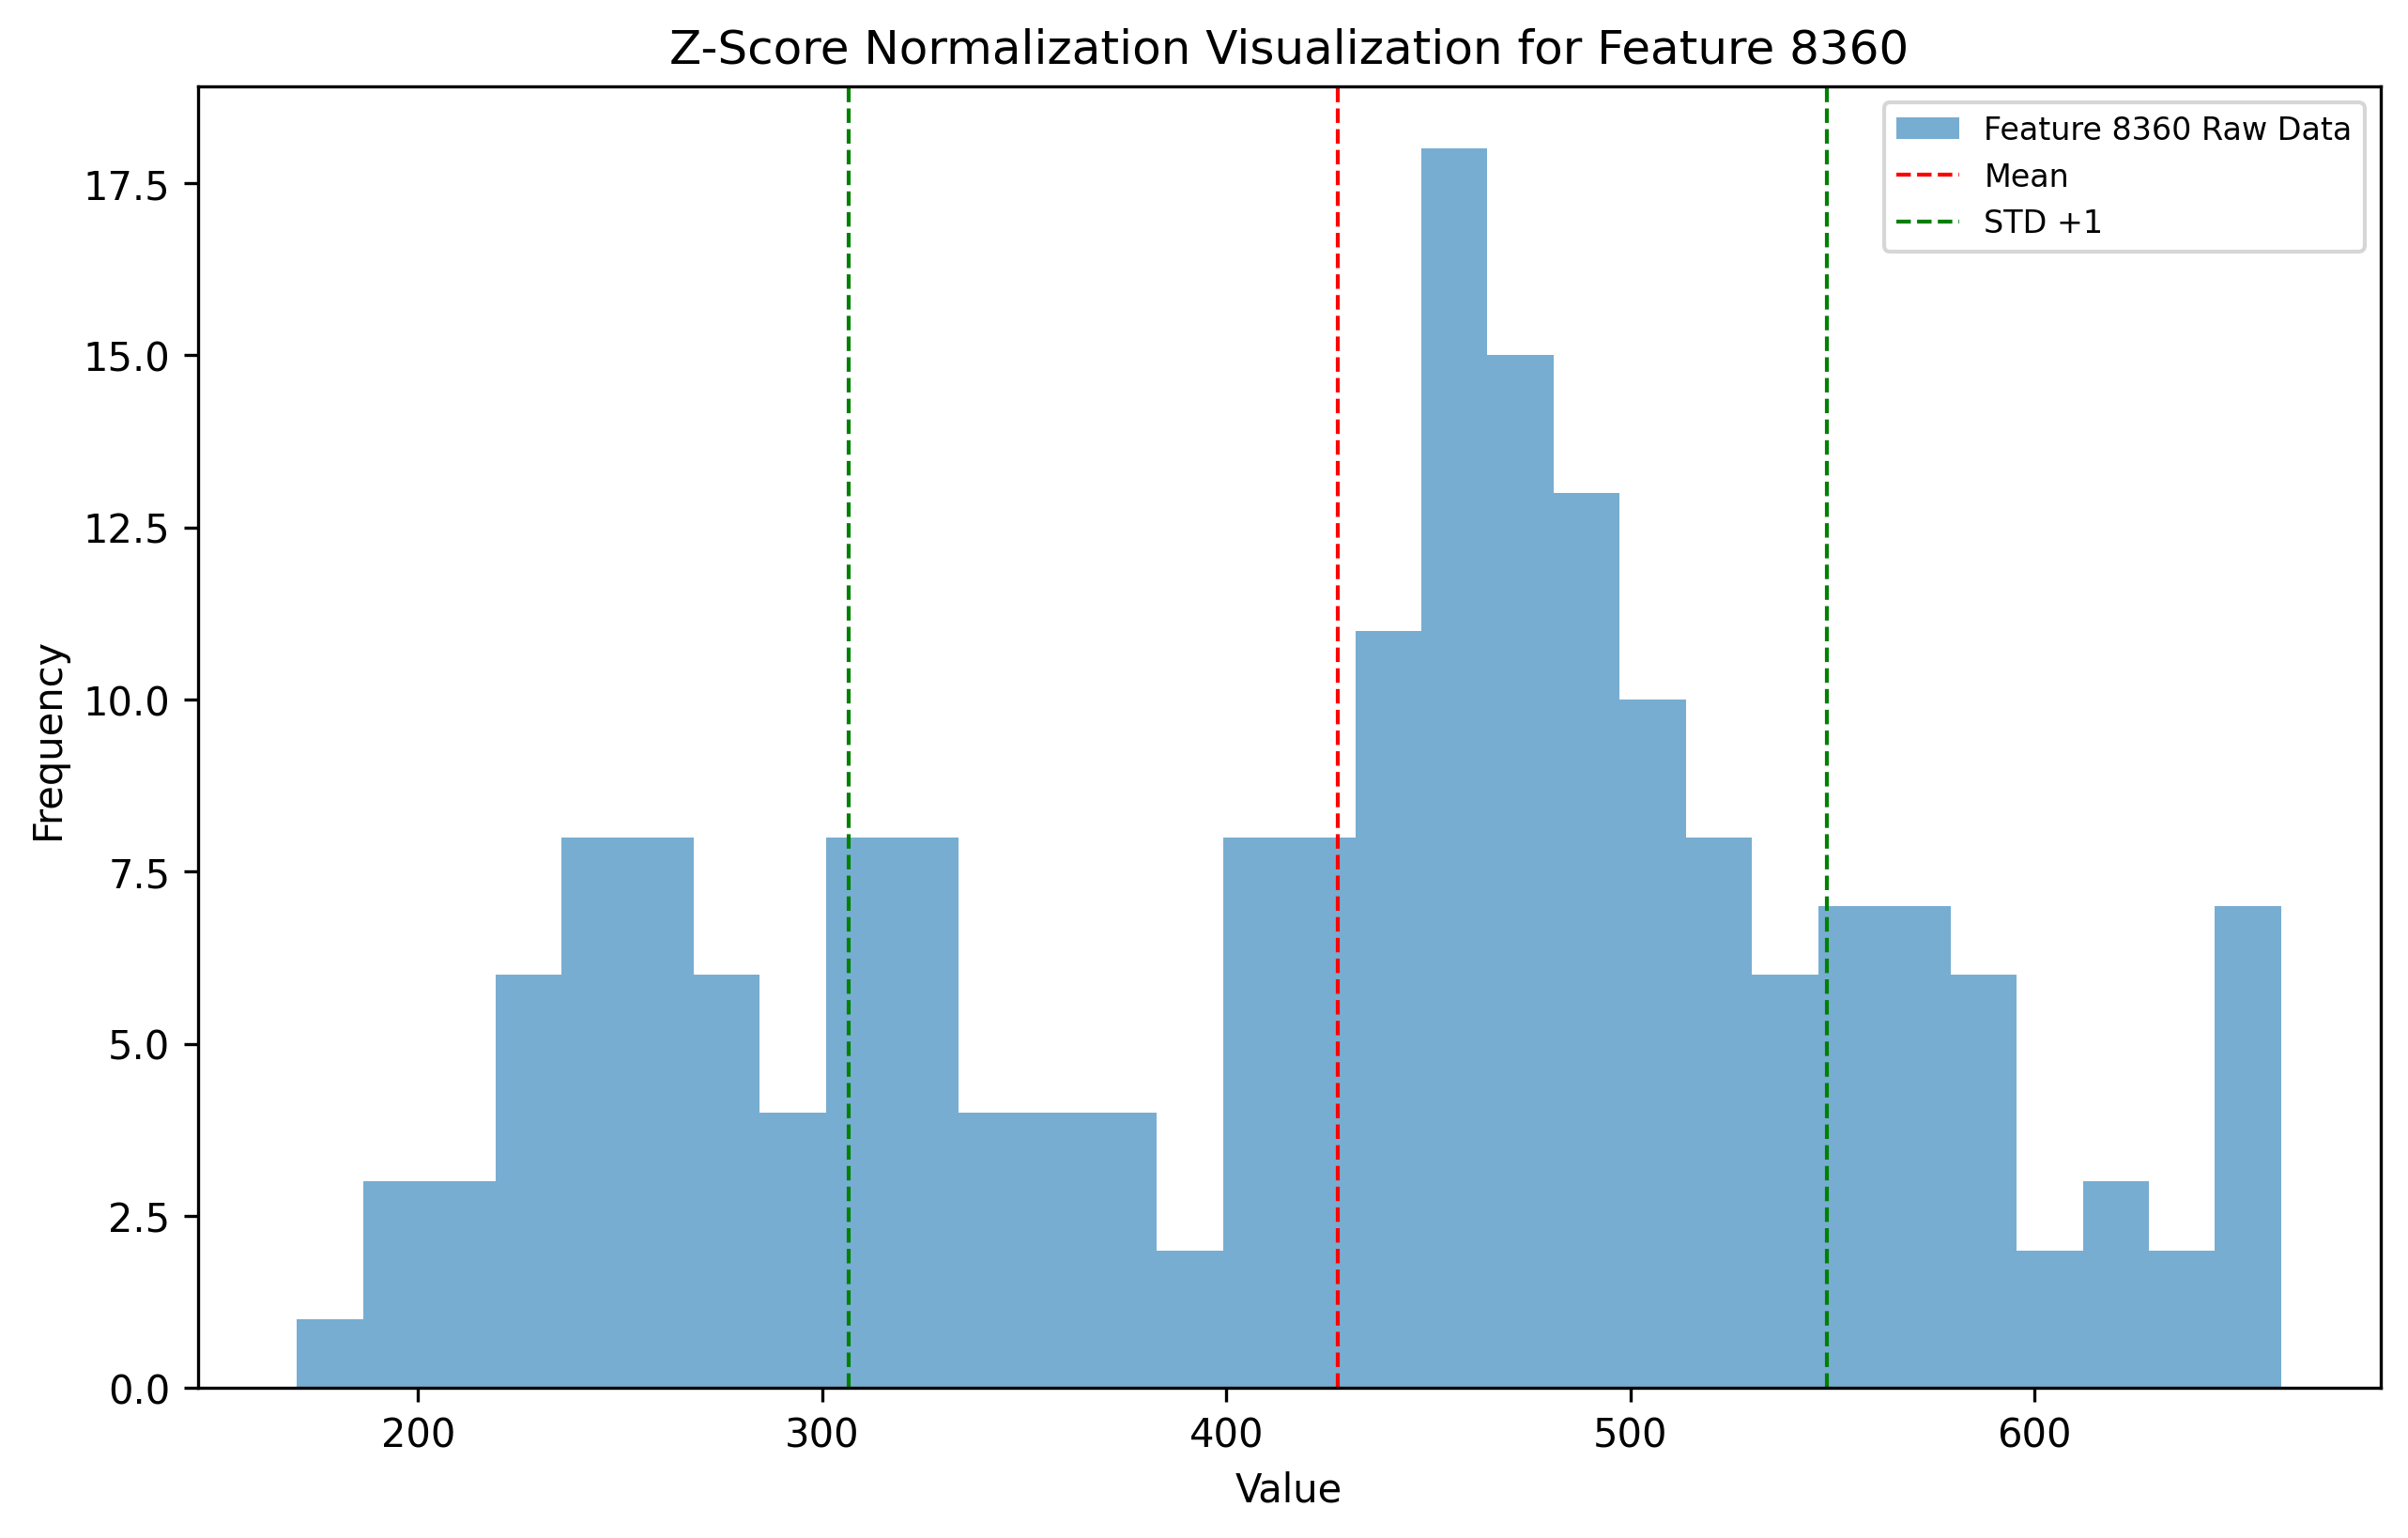 Z-Score Normalization Visualization for Feature 8360
Feature 8360 Raw Data
Mean
STD +1
Frequency
17.5
15.0
12.5
10.0
7.5
5.0
2.5
0.0
200 300 400 500 600
Value